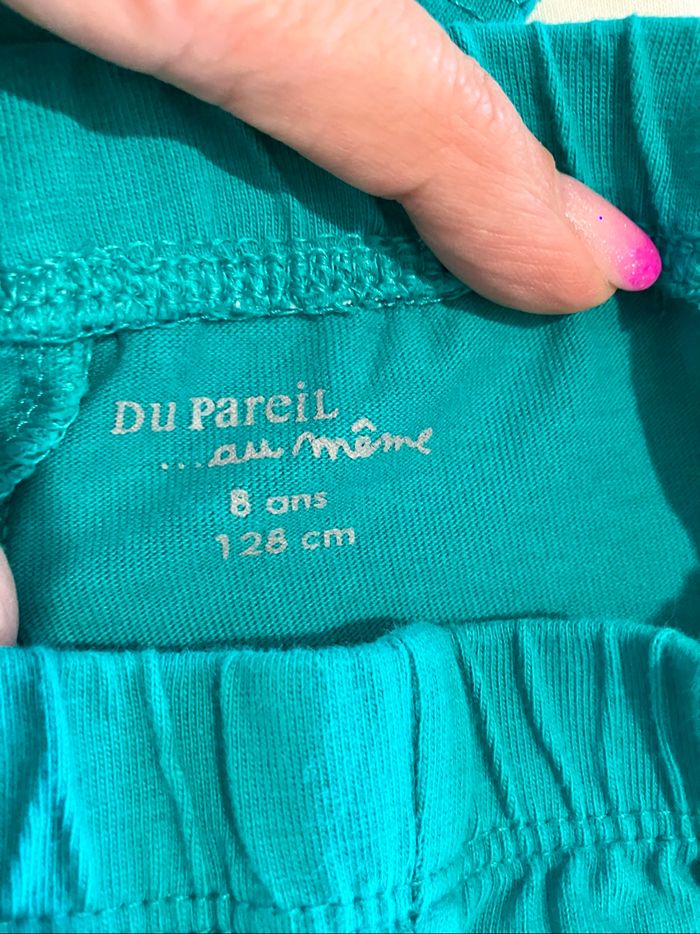 Du Pareil
...au même
8 ans
128 cm